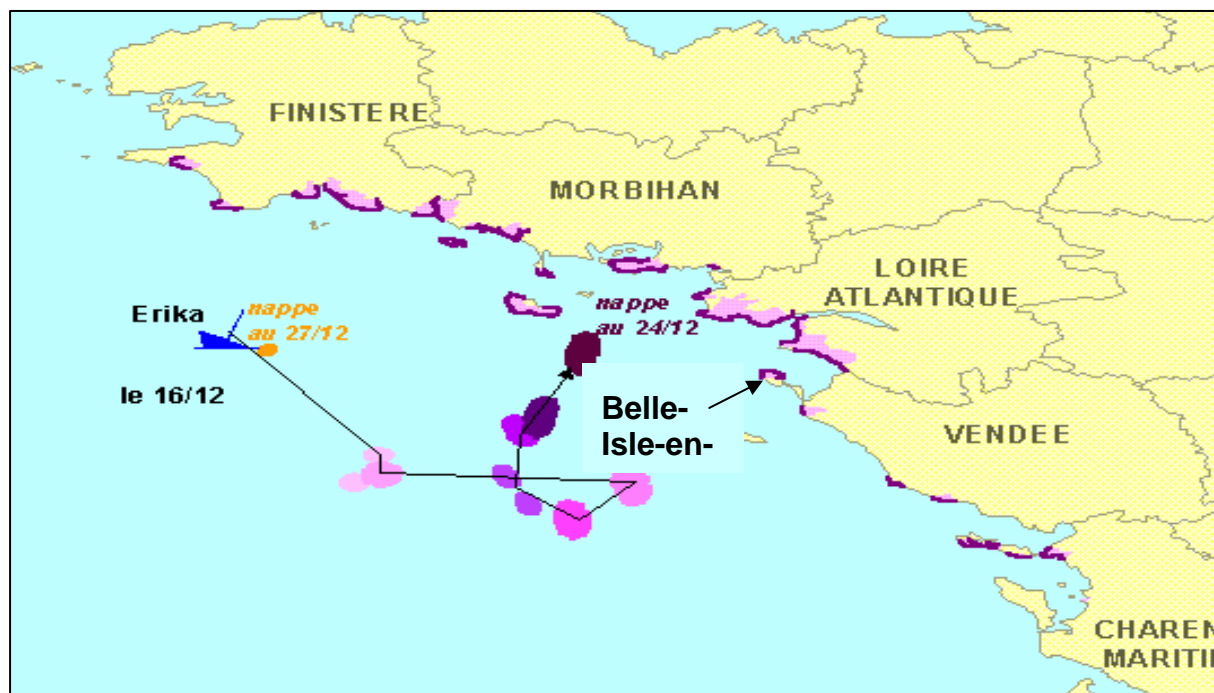 FINISTERE
MORBIHAN
LOIRE
ATLANTIQUE
Erika
nappe
au 27/12
nappe
au 24/12
le 16/12
Belle-
Isle-en-
VENDEE
CHAREN
MARITI